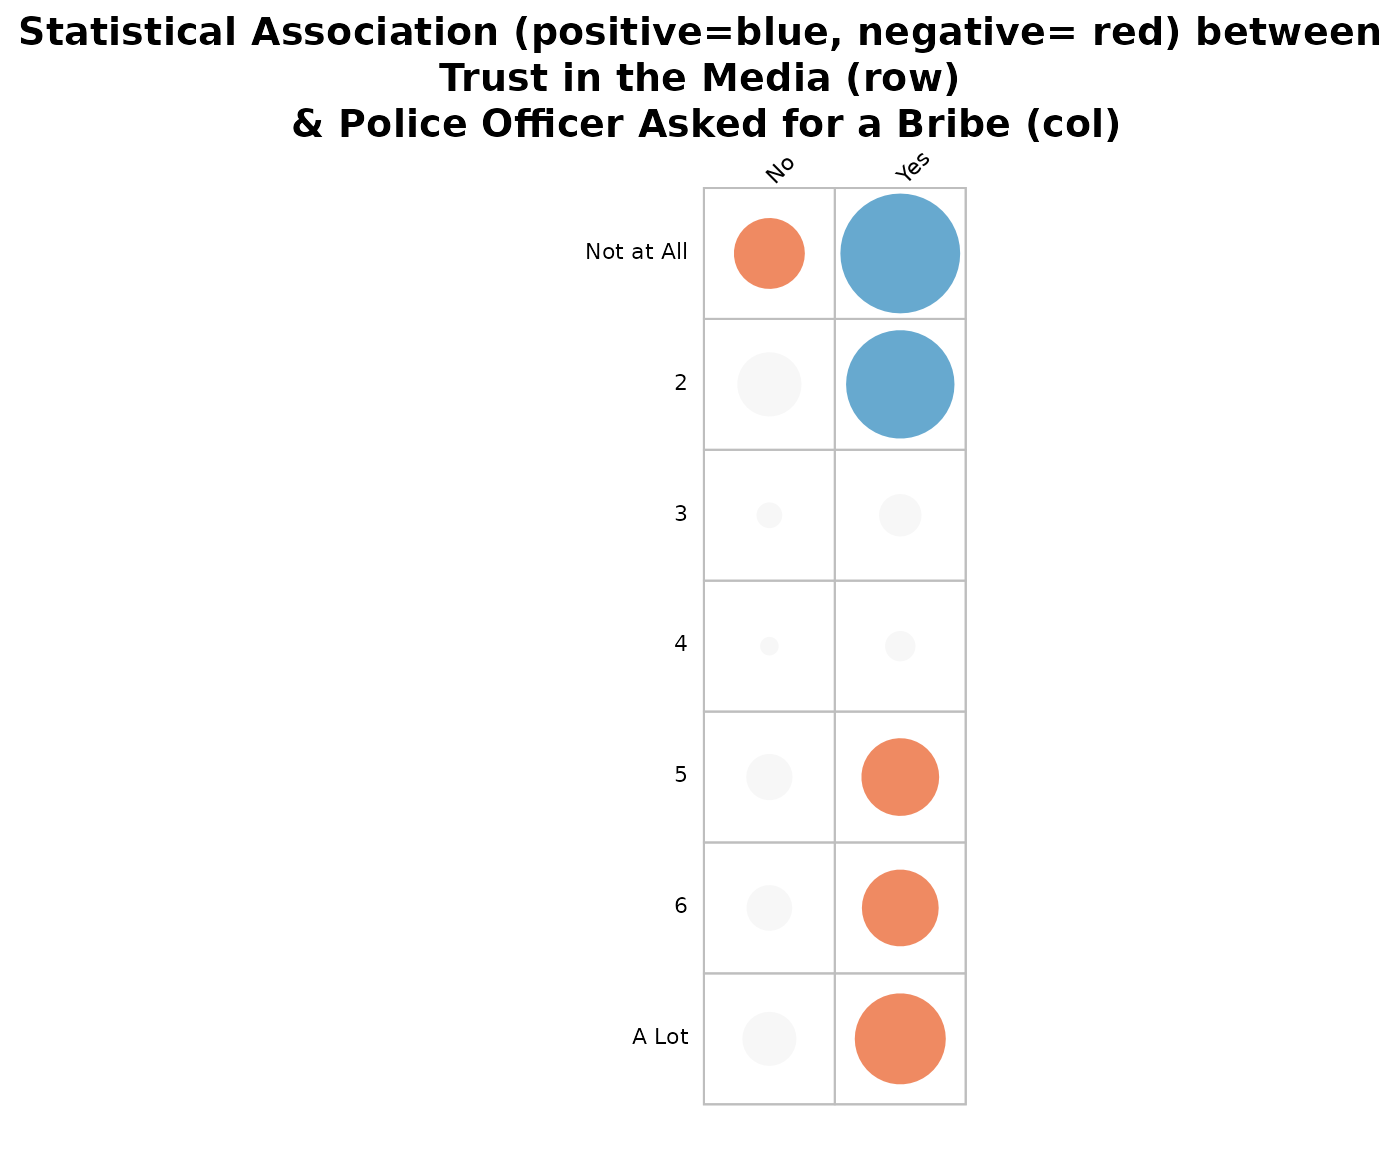 Statistical Association (positive=blue, negative= red) between
Trust in the Media (row)
& Police Officer Asked for a Bribe (col)
No
Yes
Not at All
2
3
4
5
6
A Lot